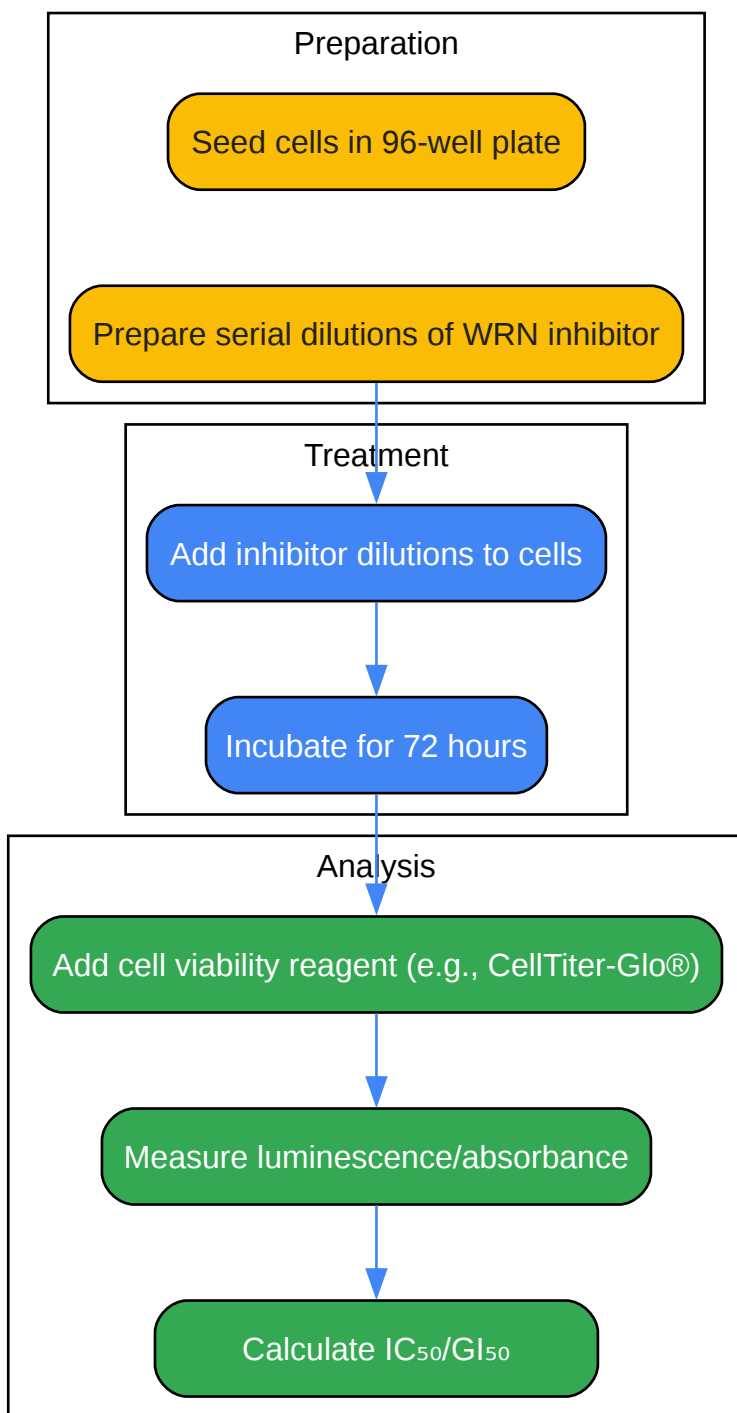 Preparation
Seed cells in 96-well plate
Prepare serial dilutions of WRN inhibitor
Treatment
Add inhibitor dilutions to cells
Incubate for 72 hours
Analysis
Add cell viability reagent (e.g., CellTiter-Glo®)
Measure luminescence/absorbance
Calculate IC₅₀/GI₅₀